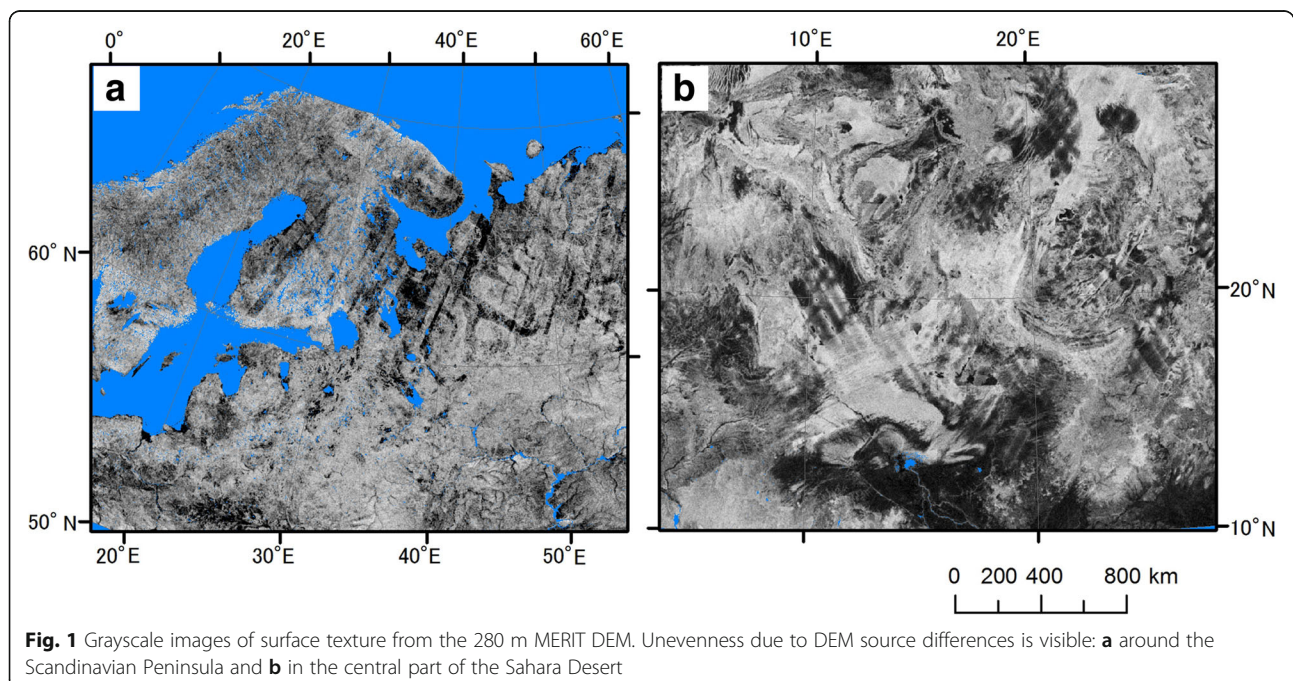 0° 20°E 40°E 60°E
10°E 20°E
a
b
60° N
50° N
20°N
10°N
20°E 30°E 40°E 50°E
0 200 400 800 km
Fig. 1 Grayscale images of surface texture from the 280 m MERIT DEM. Unevenness due to DEM source differences is visible: a around the
Scandinavian Peninsula and b in the central part of the Sahara Desert